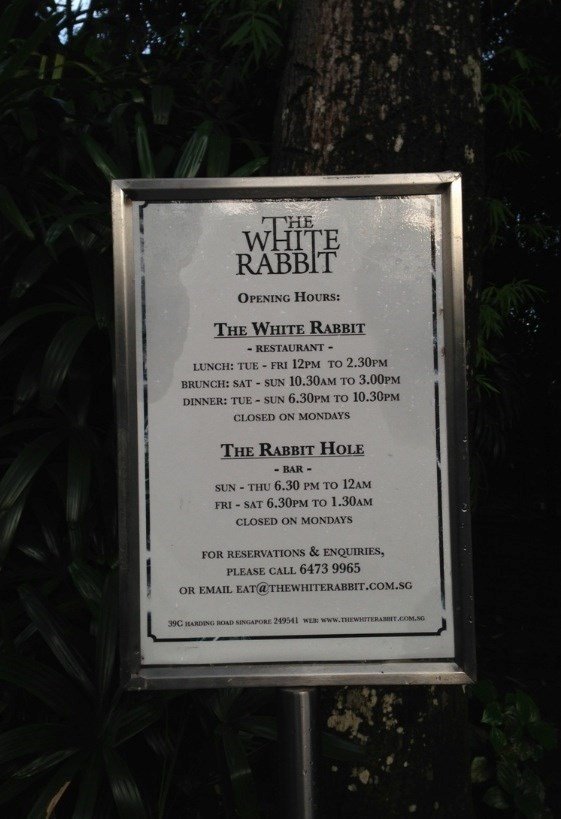 THE
WHITE
RABBIT
OPENING HOURS:
THE WHITE RABBIT
- RESTAURANT -
LUNCH: TUE - FRI 12PM TO 2.30PM
BRUNCH: SAT - SUN 10.30AM TO 3.00PM
DINNER: TUE - SUN 6.30PM TO 10.30PM
CLOSED ON MONDAYS
THE RABBIT HOLE
- BAR -
SUN - THU 6.30 PM TO 12AM
FRI - SAT 6.30PM TO 1.30AM
CLOSED ON MONDAYS
FOR RESERVATIONS & ENQUIRIES,
PLEASE CALL 6473 9965
OR EMAIL EAT@THEWHITERABBIT.COM.SG
39C HARDING ROAD SINGAPORE 249541 WEB: WWW.THEWHITERABBIT.COM.SG